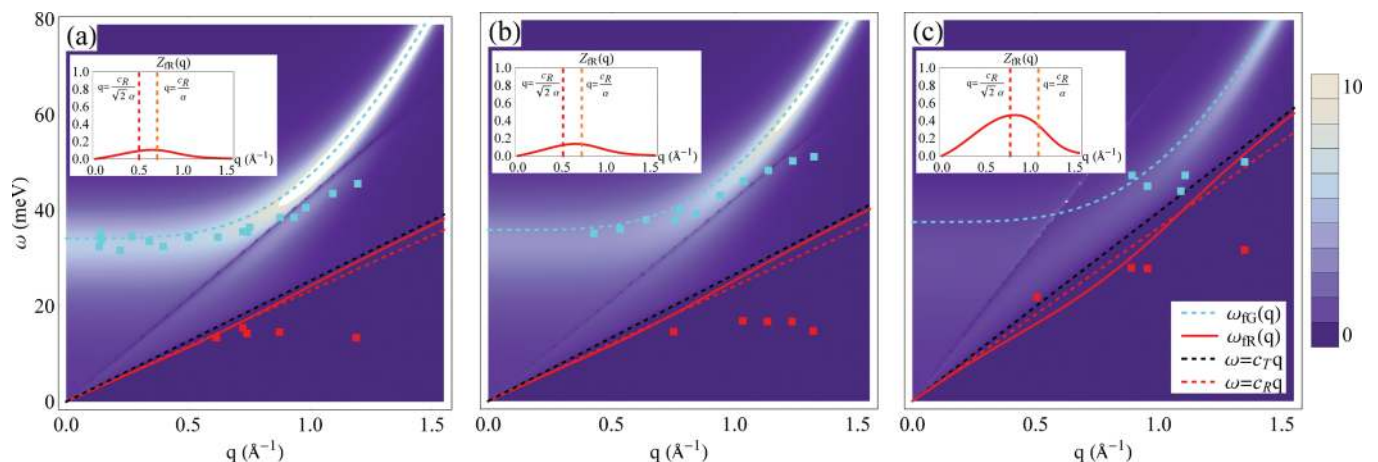 (a)
(b)
(c)
80
60
40
20
0
ω (meV)
Z_fR(q)
1.0
0.8
0.6
0.4
0.2
0.0
q=c_R/√2 σ
q=c_R/α
q (Å⁻¹)
0.0 0.5 1.0 1.5
Z_fR(q)
1.0
0.8
0.6
0.4
0.2
0.0
q=c_R/√2 σ
q=c_R/α
q (Å⁻¹)
0.0 0.5 1.0 1.5
Z_fR(q)
1.0
0.8
0.6
0.4
0.2
0.0
q=c_R/√2 σ
q=c_R/α
q (Å⁻¹)
0.0 0.5 1.0 1.5
ω_fG(q)
ω_fR(q)
ω=c_T q
ω=c_R q
10
0
0.0 0.5 1.0 1.5
q (Å⁻¹)
0.0 0.5 1.0 1.5
q (Å⁻¹)
0.0 0.5 1.0 1.5
q (Å⁻¹)